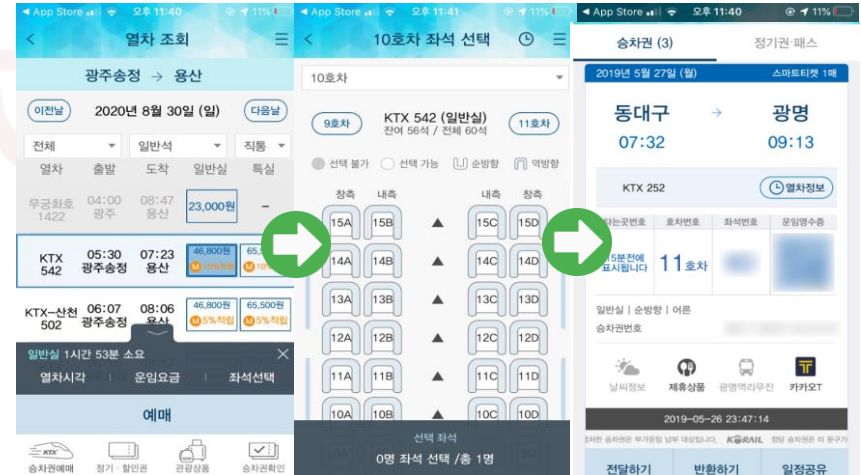 App Store 오후 11:40 11%
열차 조회
광주송정 → 용산
이전날 2020년 8월 30일 (일) 다음날
전체 일반석 직통
열차 출발 도착 일반실 특실
무궁화호 1422 04:00 광주 08:47 용산 23,000원 -
KTX 542 05:30 광주송정 07:23 용산 46,800원
KTX-산천 502 06:07 광주송정 08:06 용산 46,800원 5%적립 65,500원 5%적립
일반실 1시간 53분 소요
열차시각 운임요금 좌석선택
예매
승차권예매 정기·할인권 관광상품 승차권확인
App Store 오후 11:41 11%
10호차 좌석 선택
10호차
9호차 KTX 542 (일반실) 11호차
잔여 56석 / 전체 60석
선택 불가 선택 가능 순방향 역방향
창측 내측 내측 창측
15A 15B ▲ 15C 15D
14A 14B ▲ 14C 14D
13A 13B ▲ 13C 13D
12A 12B ▲ 12C 12D
11A 11B ▲ 11C 11D
10A 10B ▲ 10C 10D
선택 좌석
0명 좌석 선택 /총 1명
App Store 오후 11:40 11%
승차권 (3) 정기권·패스
2019년 5월 27일 (월) 스마트티켓 1매
동대구 → 광명
07:32 09:13
KTX 252 열차정보
타는곳번호 호차번호 좌석번호 운임영수증
15분전에
표시됩니다 11호차
일반실 | 순방향 | 어른
승차권번호
날씨정보 제휴상품 광명역리무진 카카오T
2019-05-26 23:47:14
승차권은 부가운임 납부 대상입니다. KORAIL
전달하기 반환하기 일정공유